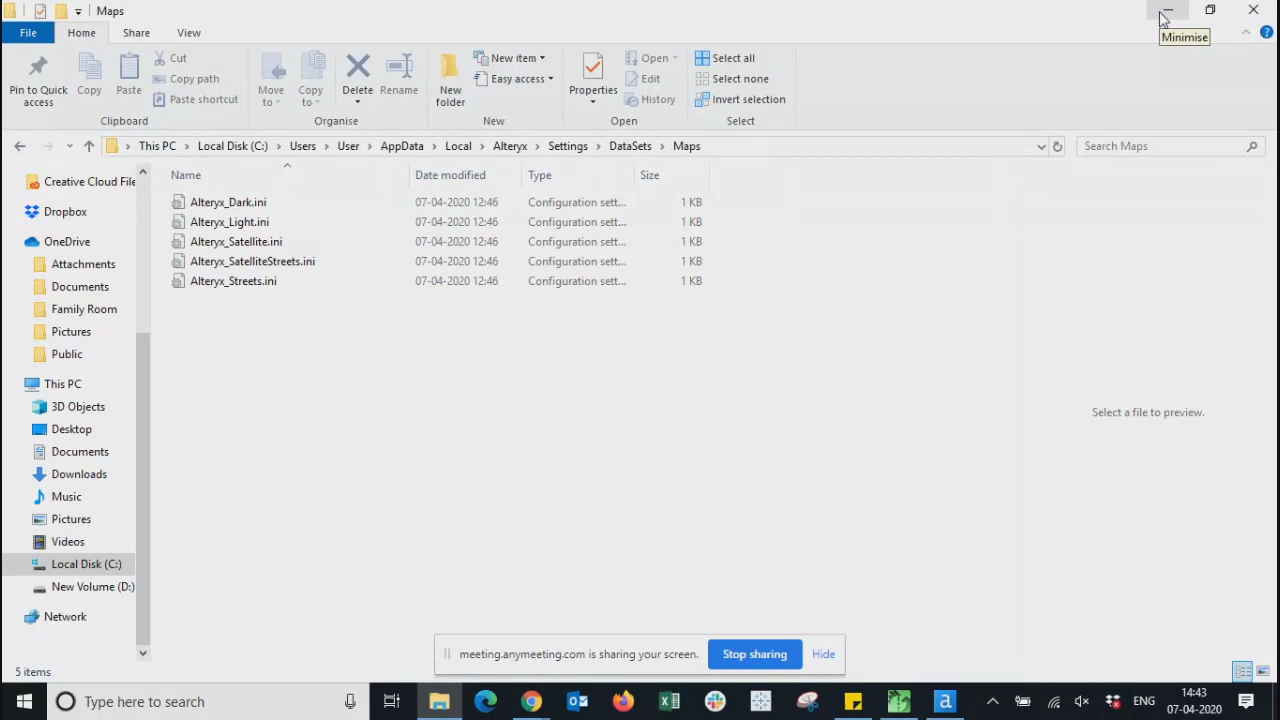 Maps
Minimise
File Home Share View
Pin to Quick access
Copy
Paste
Cut
Copy path
Paste shortcut
Clipboard
Move to
Copy to
Delete
Rename
Organise
New folder
New item
Easy access
New
Properties
Open
Edit
History
Open
Select all
Select none
Invert selection
Select
This PC > Local Disk (C:) > Users > User > AppData > Local > Alteryx > Settings > DataSets > Maps
Search Maps
Name Date modified Type Size
Alteryx_Dark.ini 07-04-2020 12:46 Configuration sett... 1 KB
Alteryx_Light.ini 07-04-2020 12:46 Configuration sett... 1 KB
Alteryx_Satellite.ini 07-04-2020 12:46 Configuration sett... 1 KB
Alteryx_SatelliteStreets.ini 07-04-2020 12:46 Configuration sett... 1 KB
Alteryx_Streets.ini 07-04-2020 12:46 Configuration sett... 1 KB
Creative Cloud File
Dropbox
OneDrive
Attachments
Documents
Family Room
Pictures
Public
This PC
3D Objects
Desktop
Documents
Downloads
Music
Pictures
Videos
Local Disk (C:)
New Volume (D:)
Network
Select a file to preview.
meeting.anymeeting.com is sharing your screen. Stop sharing Hide
5 items
Type here to search
ENG
14:43
07-04-2020